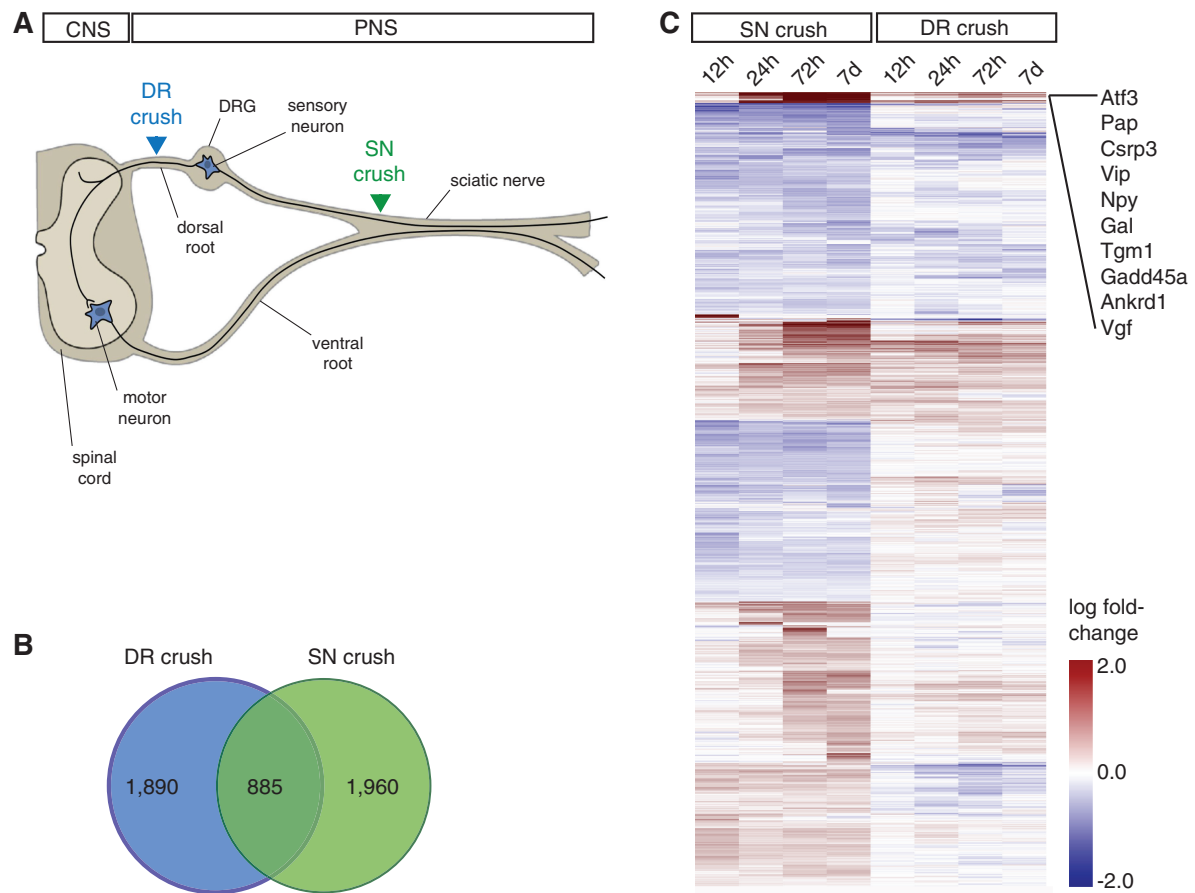 A
CNS
PNS
DR
crush
DRG
sensory
neuron
SN
crush
sciatic nerve
dorsal
root
ventral
root
motor
neuron
spinal
cord
B
DR crush
SN crush
1,890
885
1,960
C
SN crush
DR crush
12h
24h
72h
7d
12h
24h
72h
7d
Atf3
Pap
Csrp3
Vip
Npy
Gal
Tgm1
Gadd45a
Ankrd1
Vgf
log fold-
change
2.0
0.0
-2.0